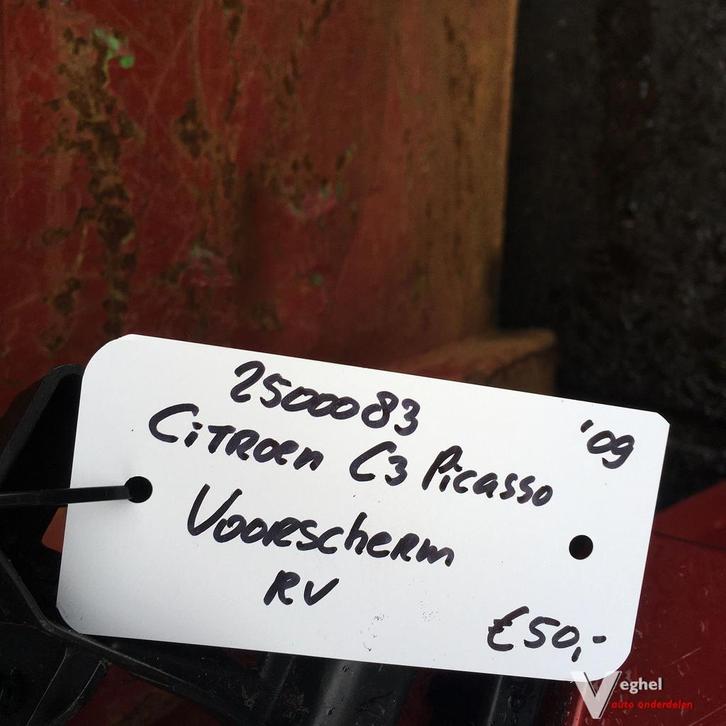 2500083
'09
CiTROEn C3 Picasso
VOORSCHERM
RV
€50,-
Veghel
auto onderdelen